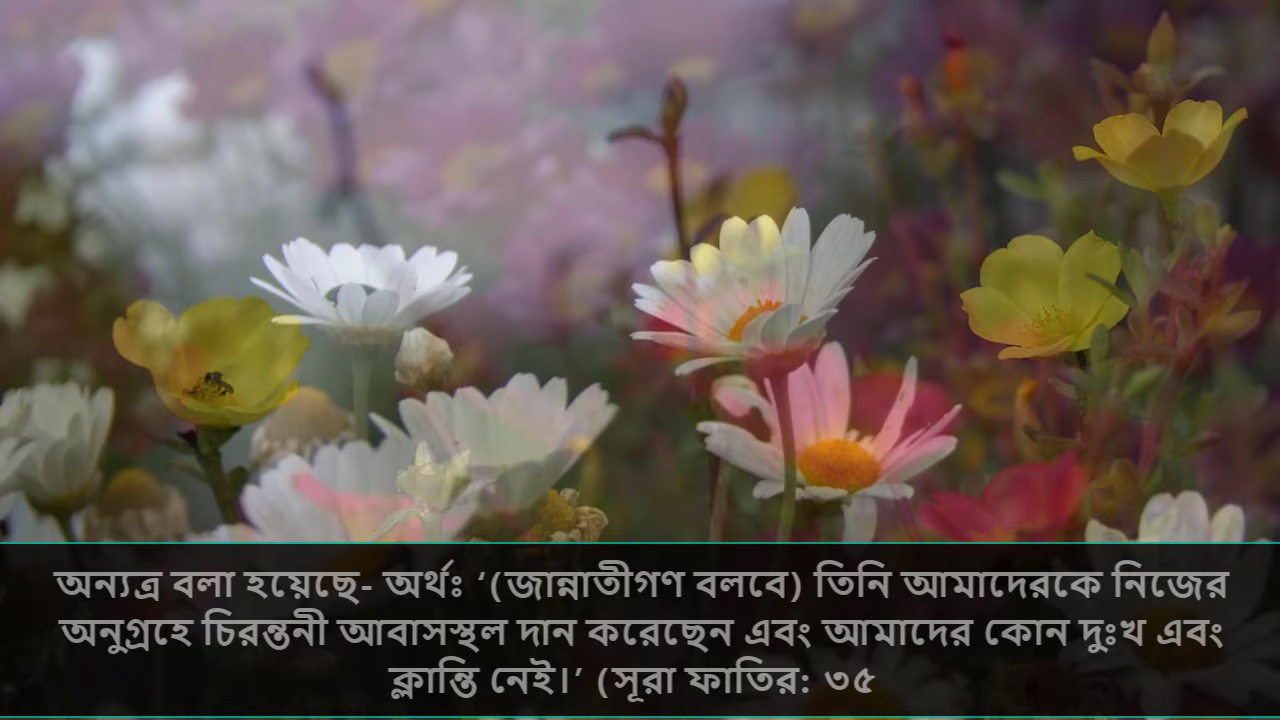 অন্যত্র বলা হয়েছে- অর্থঃ ‘(জান্নাতীগণ বলবে) তিনি আমাদেরকে নিজের
অনুগ্রহে চিরন্তনী আবাসস্থল দান করেছেন এবং আমাদের কোন দুঃখ এবং
ক্লান্তি নেই।’ (সূরা ফাতির: ৩৫